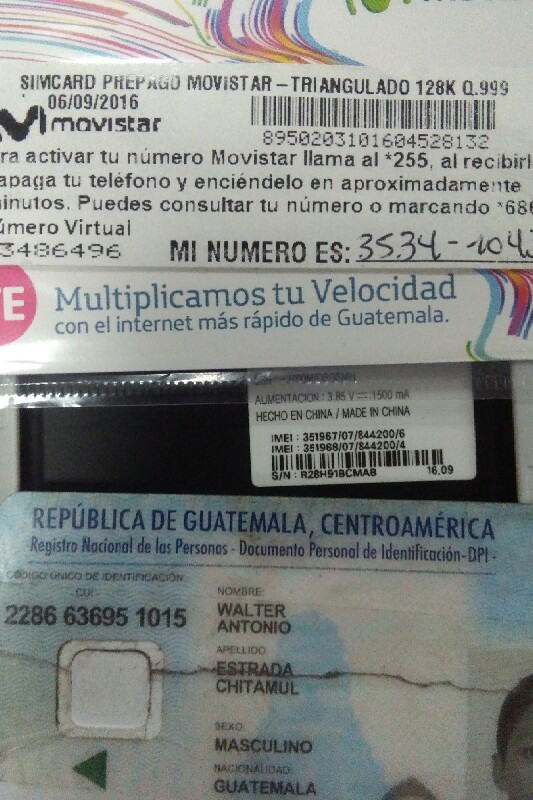 SIMCARD PREPAGO MOVISTAR - TRIANGULADO 128K Q.999
06/09/2016
movistar
8950203101604528132
ra activar tu número Movistar llama al *255, al recibirl
apaga tu teléfono y enciéndelo en aproximadamente
inutos. Puedes consultar tu número o marcando *686
úmero Virtual
3486496
MI NUMERO ES: 3534-1043
TE
Multiplicamos tu Velocidad
con el internet más rápido de Guatemala.
ALIMENTACION: 3.85 V 1500 mA
HECHO EN CHINA / MADE IN CHINA
IMEI : 351967/07/844200/6
IMEI : 351968/07/844200/4
S/N : R28H91BCMAB 16.09
REPÚBLICA DE GUATEMALA, CENTROAMÉRICA
Registro Nacional de las Personas - Documento Personal de Identificación-DPI -
CÓDIGO ÚNICO DE IDENTIFICACIÓN
CUI
2286 63695 1015
NOMBRE:
WALTER
ANTONIO
APELLIDO
ESTRADA
CHITAMUL
SEXO:
MASCULINO
NACIONALIDAD:
GUATEMALA